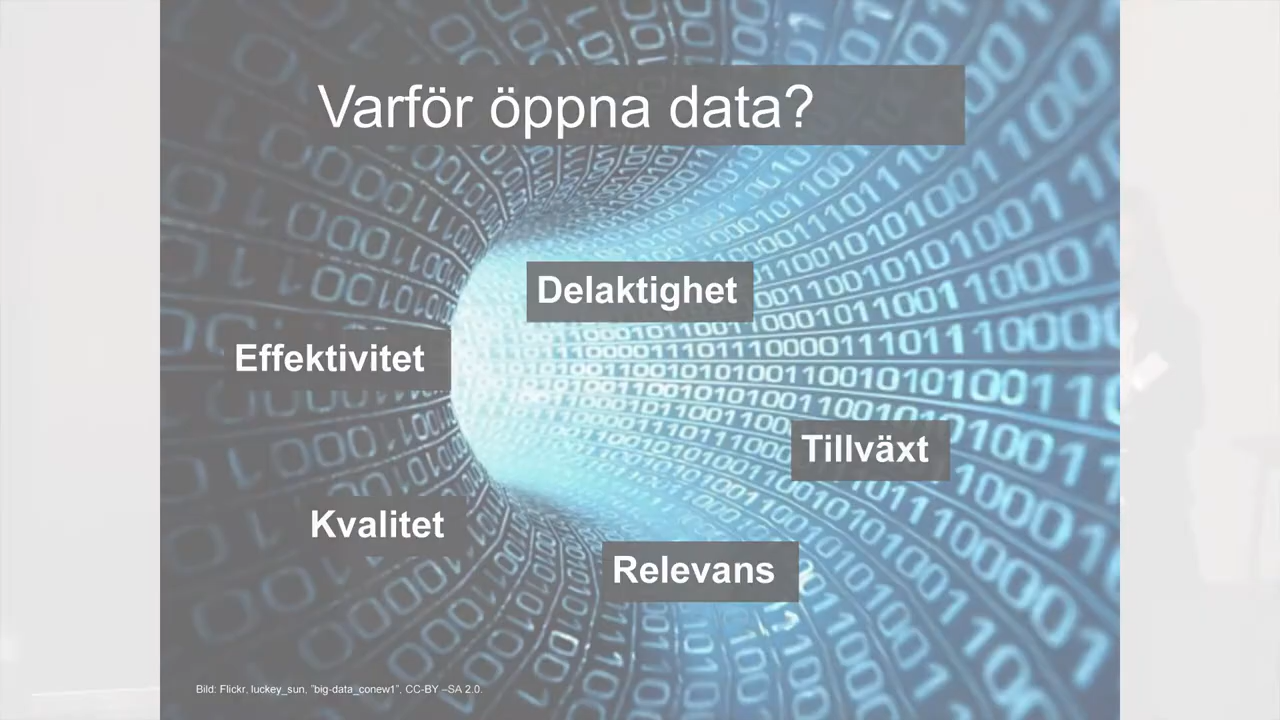 Varför öppna data?
Delaktighet
Effektivitet
Tillväxt
Kvalitet
Relevans
Bild: Flickr, luckey_sun, "big-data_conew1", CC-BY –SA 2.0.